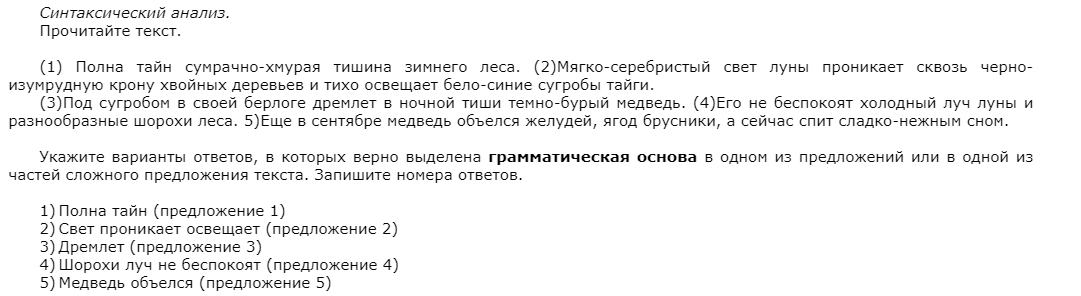 Синтаксический анализ.
Прочитайте текст.
(1) Полна тайн сумрачно-хмурая тишина зимнего леса. (2)Мягко-серебристый свет луны проникает сквозь черно-
изумрудную крону хвойных деревьев и тихо освещает бело-синие сугробы тайги.
(3)Под сугробом в своей берлоге дремлет в ночной тиши темно-бурый медведь. (4)Его не беспокоят холодный луч луны и
разнообразные шорохи леса. 5)Еще в сентябре медведь объелся желудей, ягод брусники, а сейчас спит сладко-нежным сном.
Укажите варианты ответов, в которых верно выделена грамматическая основа в одном из предложений или в одной из
частей сложного предложения текста. Запишите номера ответов.
1) Полна тайн (предложение 1)
2) Свет проникает освещает (предложение 2)
3) Дремлет (предложение 3)
4) Шорохи луч не беспокоят (предложение 4)
5) Медведь объелся (предложение 5)